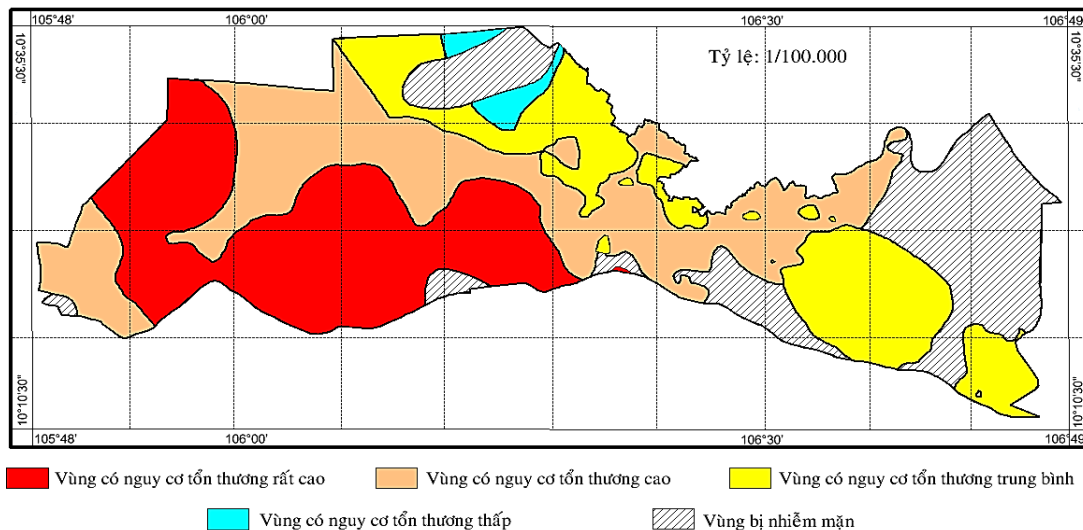 105°48' 106°00' 106°30' 106°49'
10°35'30" 10°35'30"
Tỷ lệ: 1/100.000
10°10'30" 10°10'30"
105°48' 106°00' 106°30' 106°49'
Vùng có nguy cơ tổn thương rất cao Vùng có nguy cơ tổn thương cao Vùng có nguy cơ tổn thương trung bình
Vùng có nguy cơ tổn thương thấp Vùng bị nhiễm mặn